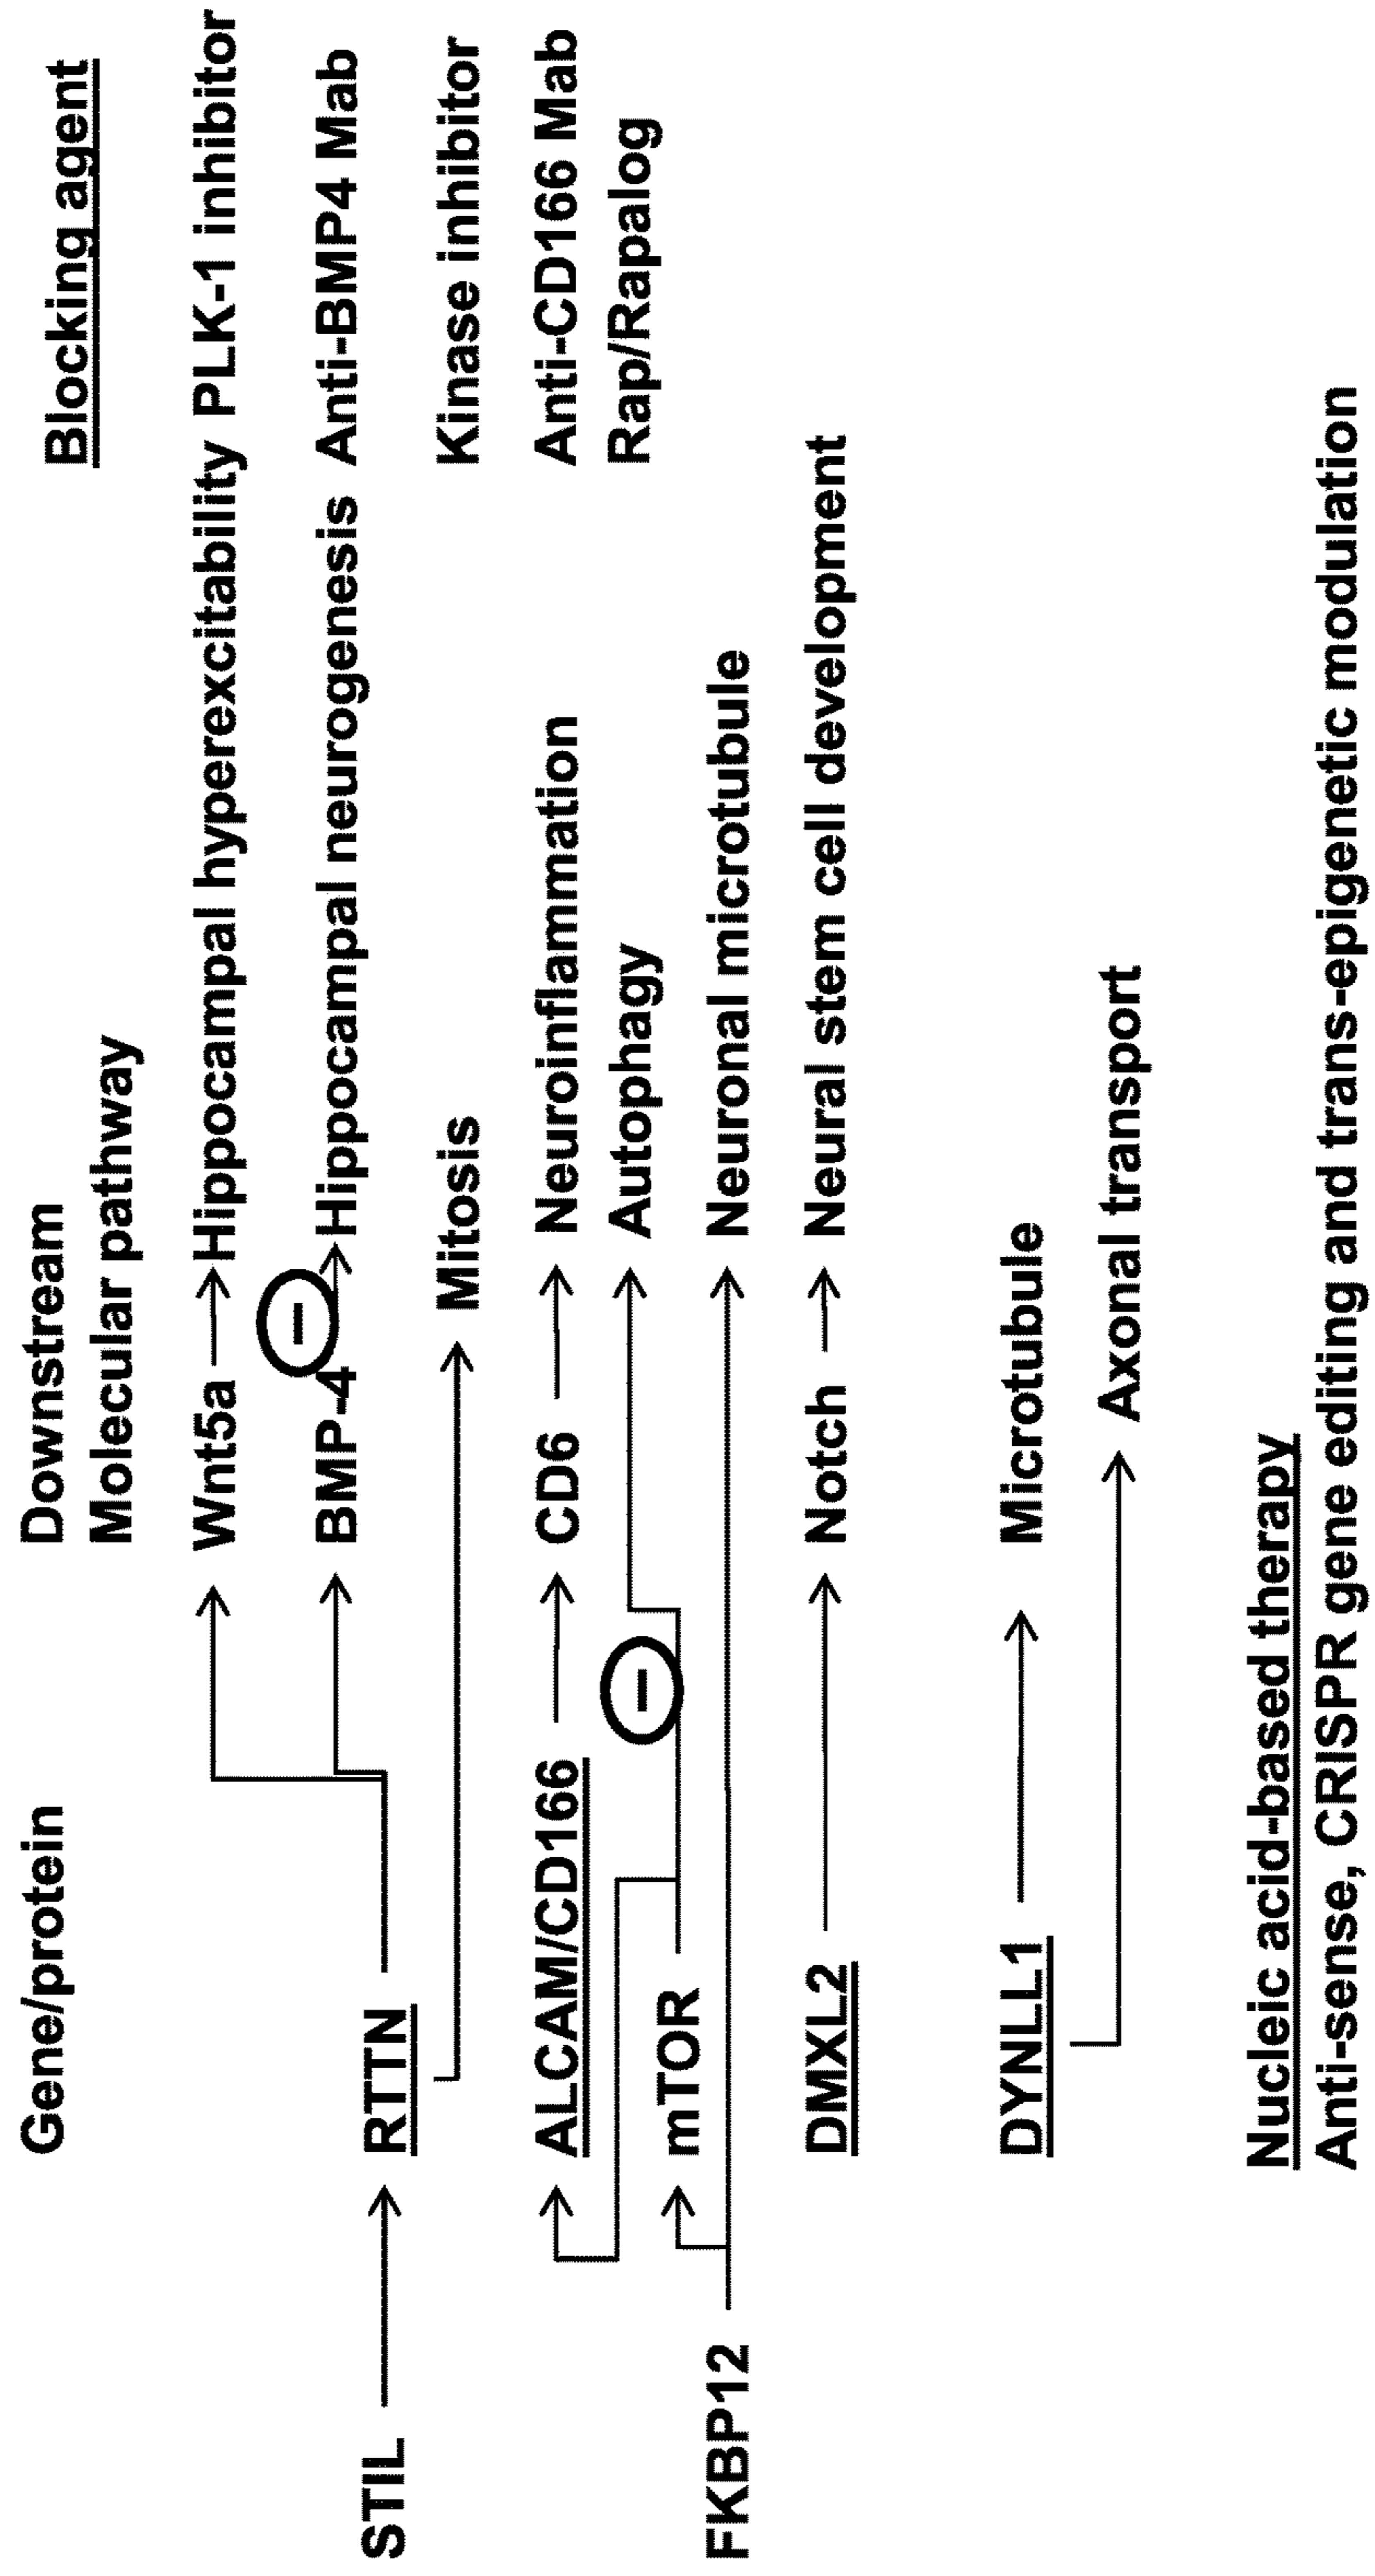 Gene/protein
Downstream
Molecular pathway
Blocking agent
Wnt5a
Hippocampal hyperexcitability
PLK-1 inhibitor
−
BMP-4
Hippocampal neurogenesis
Anti-BMP4 Mab
STIL
RTTN
Mitosis
Kinase inhibitor
ALCAM/CD166
CD6
Neuroinflammation
Anti-CD166 Mab
−
Autophagy
Rap/Rapalog
mTOR
FKBP12
Neuronal microtubule
DMXL2
Notch
Neural stem cell development
DYNLL1
Microtubule
Axonal transport
Nucleic acid-based therapy
Anti-sense, CRISPR gene editing and trans-epigenetic modulation